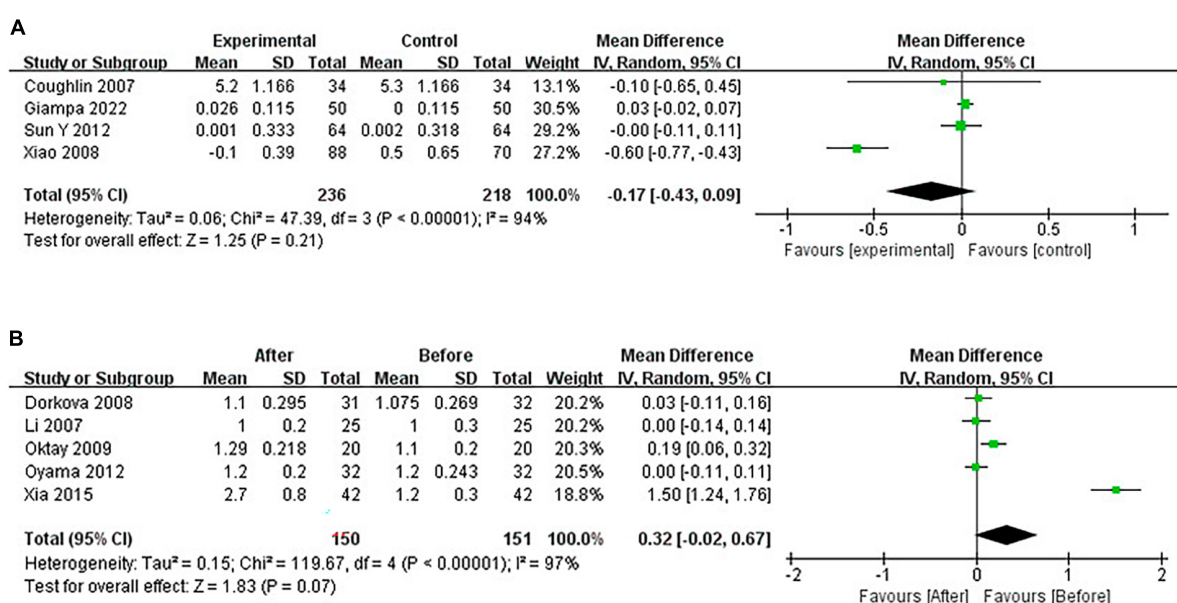 A
Experimental Control Mean Difference Mean Difference
Study or Subgroup Mean SD Total Mean SD Total Weight IV, Random, 95% CI IV, Random, 95% CI
Coughlin 2007 5.2 1.166 34 5.3 1.166 34 13.1% -0.10 [-0.65, 0.45]
Giampa 2022 0.026 0.115 50 0 0.115 50 30.5% 0.03 [-0.02, 0.07]
Sun Y 2012 0.001 0.333 64 0.002 0.318 64 29.2% -0.00 [-0.11, 0.11]
Xiao 2008 -0.1 0.39 88 0.5 0.65 70 27.2% -0.60 [-0.77, -0.43]
Total (95% CI) 236 218 100.0% -0.17 [-0.43, 0.09]
Heterogeneity: Tau² = 0.06; Chi² = 47.39, df = 3 (P < 0.00001); I² = 94%
Test for overall effect: Z = 1.25 (P = 0.21)
-1 -0.5 0 0.5 1
Favours [experimental] Favours [control]
B
After Before Mean Difference Mean Difference
Study or Subgroup Mean SD Total Mean SD Total Weight IV, Random, 95% CI IV, Random, 95% CI
Dorkova 2008 1.1 0.295 31 1.075 0.269 32 20.2% 0.03 [-0.11, 0.16]
Li 2007 1 0.2 25 1 0.3 25 20.2% 0.00 [-0.14, 0.14]
Oktay 2009 1.29 0.218 20 1.1 0.2 20 20.3% 0.19 [0.06, 0.32]
Oyama 2012 1.2 0.2 32 1.2 0.243 32 20.5% 0.00 [-0.11, 0.11]
Xia 2015 2.7 0.8 42 1.2 0.3 42 18.8% 1.50 [1.24, 1.76]
Total (95% CI) 150 151 100.0% 0.32 [-0.02, 0.67]
Heterogeneity: Tau² = 0.15; Chi² = 119.67, df = 4 (P < 0.00001); I² = 97%
Test for overall effect: Z = 1.83 (P = 0.07)
-2 -1 0 1 2
Favours [After] Favours [Before]